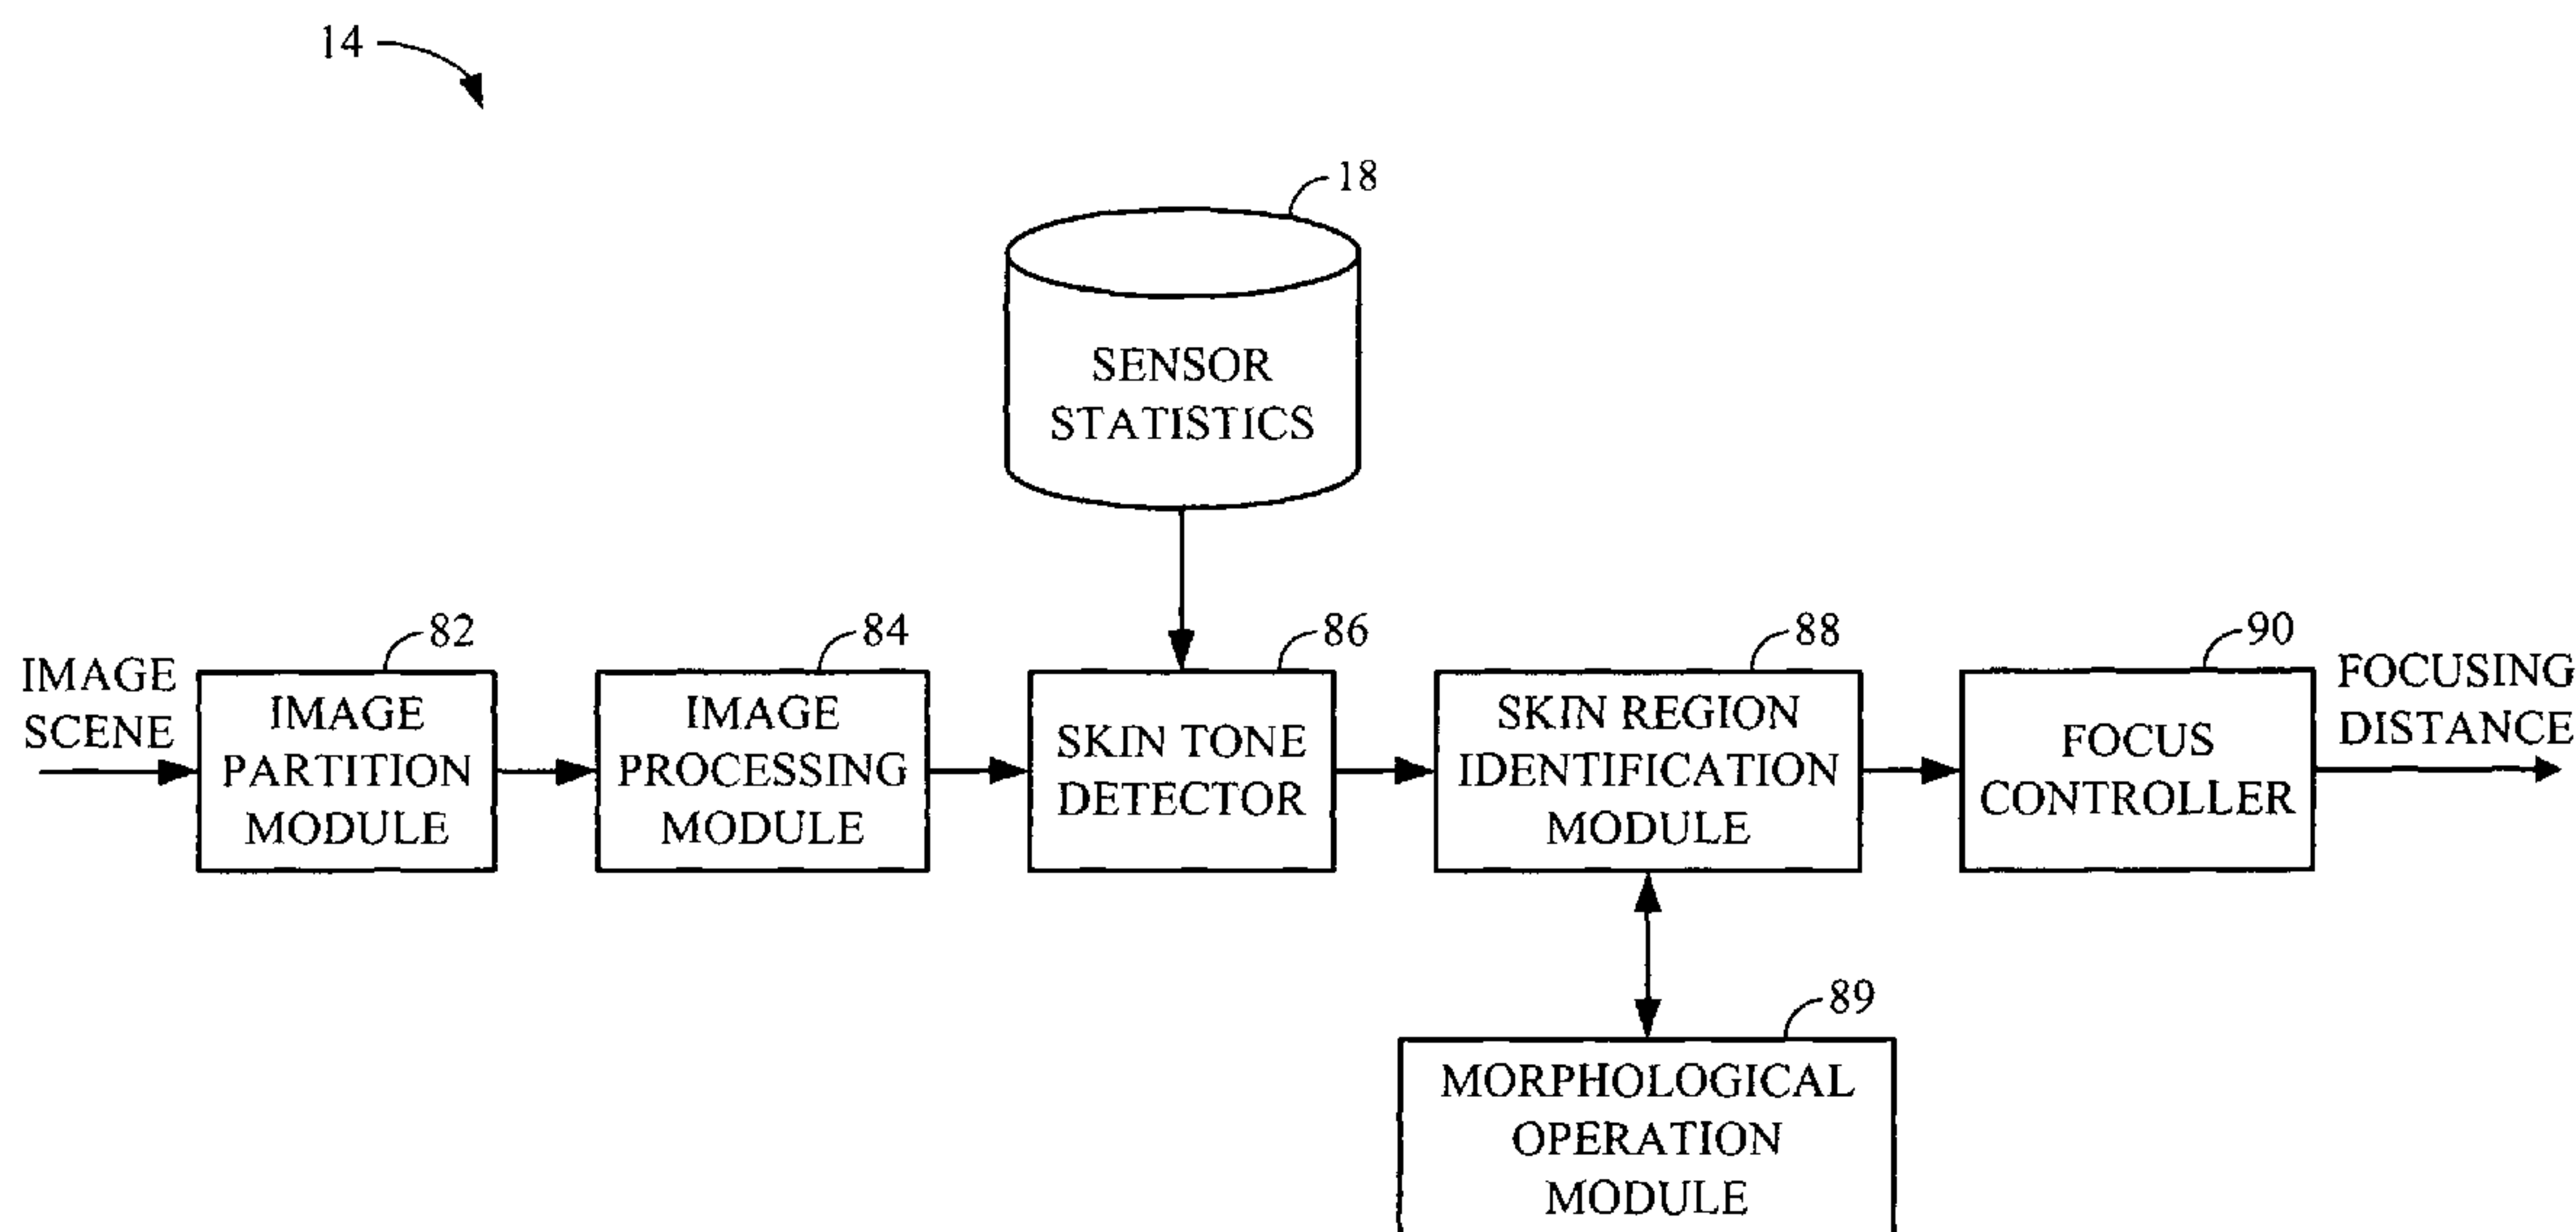 14
18
SENSOR
STATISTICS
IMAGE
SCENE
82
IMAGE
PARTITION
MODULE
84
IMAGE
PROCESSING
MODULE
86
SKIN TONE
DETECTOR
88
SKIN REGION
IDENTIFICATION
MODULE
90
FOCUS
CONTROLLER
FOCUSING
DISTANCE
89
MORPHOLOGICAL
OPERATION
MODULE